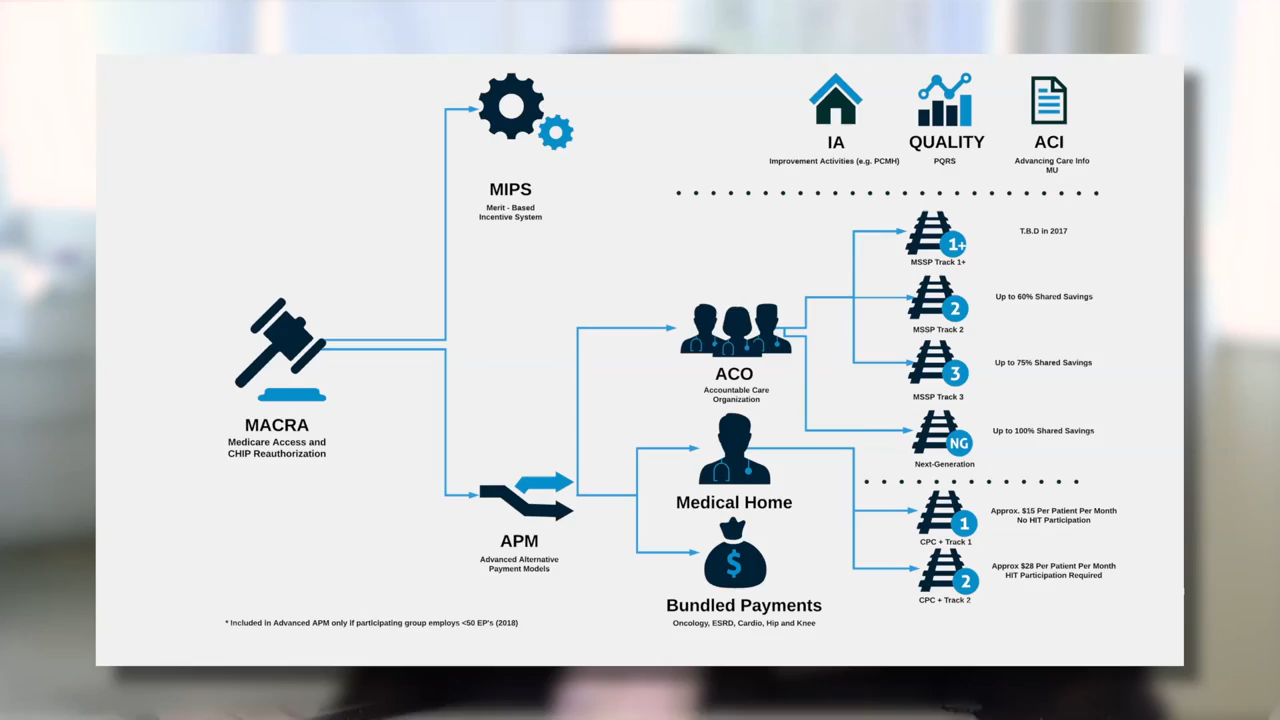 IA
Improvement Activities (e.g. PCMH)
QUALITY
PQRS
ACI
Advancing Care Info
MU
MIPS
Merit - Based
Incentive System
1+
MSSP Track 1+
T.B.D in 2017
2
MSSP Track 2
Up to 60% Shared Savings
3
MSSP Track 3
Up to 75% Shared Savings
ACO
Accountable Care
Organization
MACRA
Medicare Access and
CHIP Reauthorization
NG
Next-Generation
Up to 100% Shared Savings
Medical Home
1
CPC + Track 1
Approx. $15 Per Patient Per Month
No HIT Participation
APM
Advanced Alternative
Payment Models
$
2
CPC + Track 2
Approx $28 Per Patient Per Month
HIT Participation Required
Bundled Payments
Oncology, ESRD, Cardio, Hip and Knee
* Included in Advanced APM only if participating group employs <50 EP's (2018)